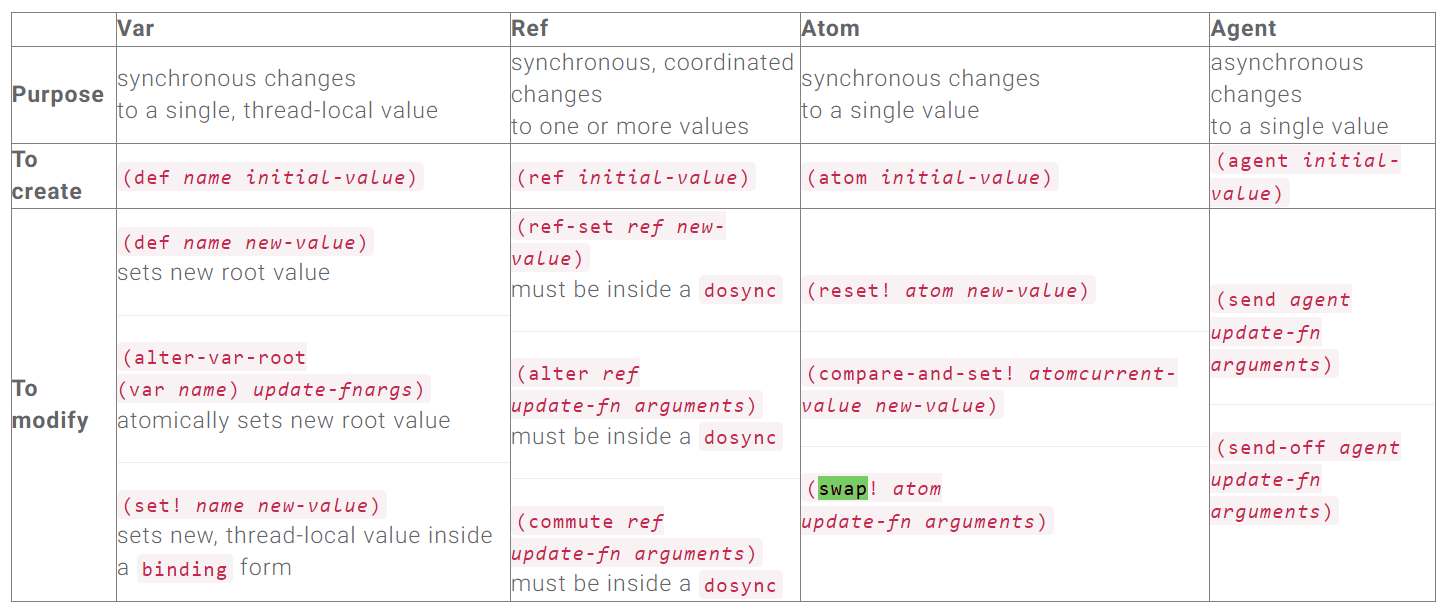 Var
Ref
Atom
Agent
Purpose
synchronous changes
to a single, thread-local value
synchronous, coordinated
changes
to one or more values
synchronous changes
to a single value
asynchronous
changes
to a single value
To
create
(def name initial-value)
(ref initial-value)
(atom initial-value)
(agent initial-
value)
To
modify
(def name new-value)
sets new root value
(alter-var-root
(var name) update-fnargs)
atomically sets new root value
(set! name new-value)
sets new, thread-local value inside
a binding form
(ref-set ref new-
value)
must be inside a dosync
(alter ref
update-fn arguments)
must be inside a dosync
(commute ref
update-fn arguments)
must be inside a dosync
(reset! atom new-value)
(compare-and-set! atomcurrent-
value new-value)
(swap! atom
update-fn arguments)
(send agent
update-fn
arguments)
(send-off agent
update-fn
arguments)